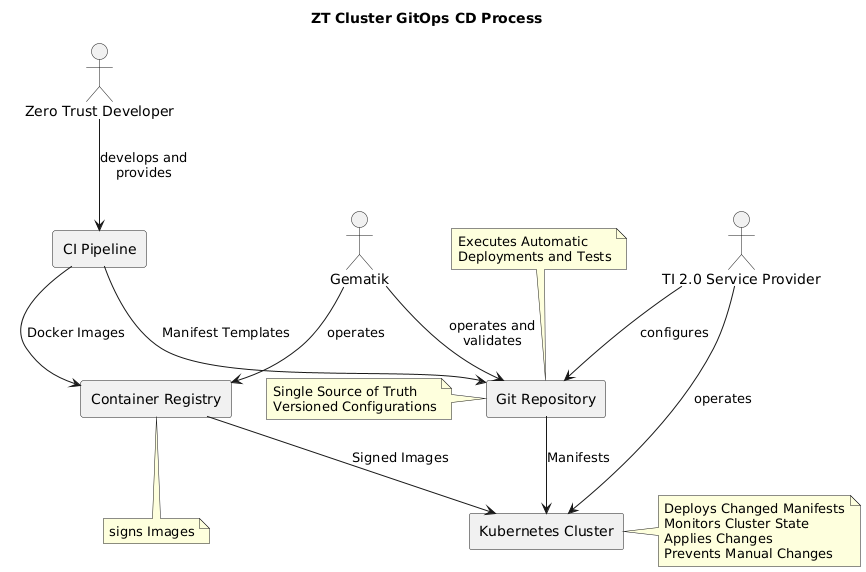 ZT Cluster GitOps CD Process
Zero Trust Developer
develops and
provides
CI Pipeline
Gematik
Executes Automatic
Deployments and Tests
TI 2.0 Service Provider
Docker Images
Manifest Templates
operates
operates and
validates
configures
Container Registry
Single Source of Truth
Versioned Configurations
Git Repository
operates
Signed Images
Manifests
signs Images
Kubernetes Cluster
Deploys Changed Manifests
Monitors Cluster State
Applies Changes
Prevents Manual Changes